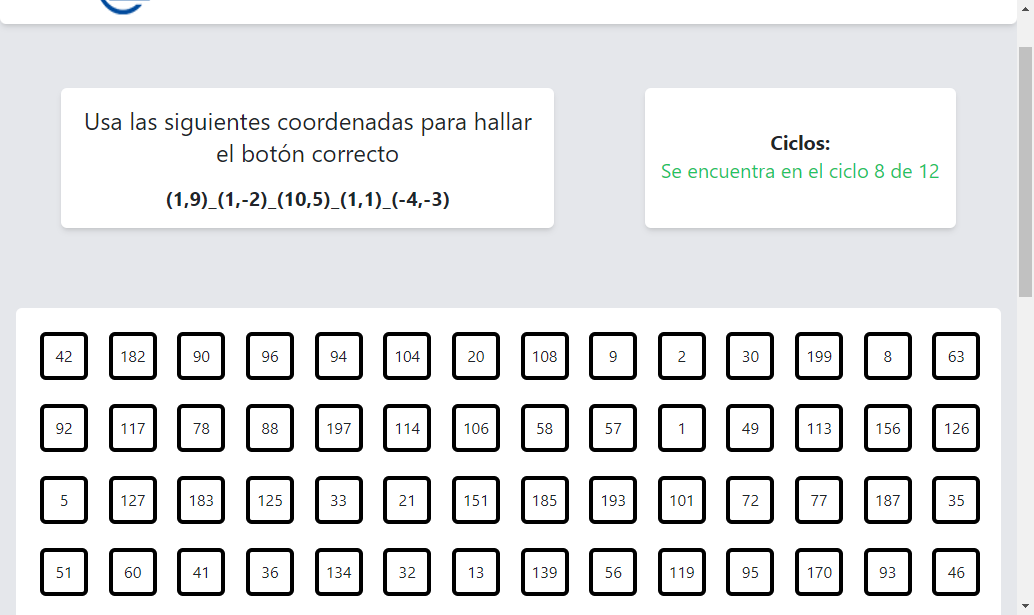 Usa las siguientes coordenadas para hallar
el botón correcto
(1,9)_(1,-2)_(10,5)_(1,1)_(-4,-3)
Ciclos:
Se encuentra en el ciclo 8 de 12
42 182 90 96 94 104 20 108 9 2 30 199 8 63
92 117 78 88 197 114 106 58 57 1 49 113 156 126
5 127 183 125 33 21 151 185 193 101 72 77 187 35
51 60 41 36 134 32 13 139 56 119 95 170 93 46